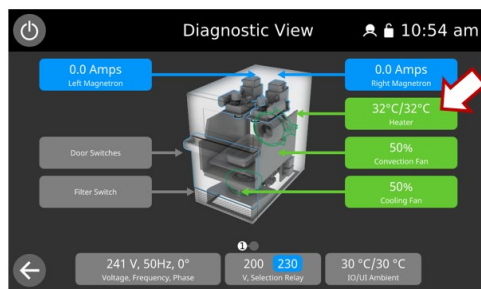 Diagnostic View
10:54 am
0.0 Amps
Left Magnetron
0.0 Amps
Right Magnetron
32°C/32°C
Heater
Door Switches
50%
Convection Fan
Filter Switch
50%
Cooling Fan
1
241 V, 50Hz, 0°
Voltage, Frequency, Phase
200 230
V, Selection Relay
30 °C/30 °C
IO/UI Ambient